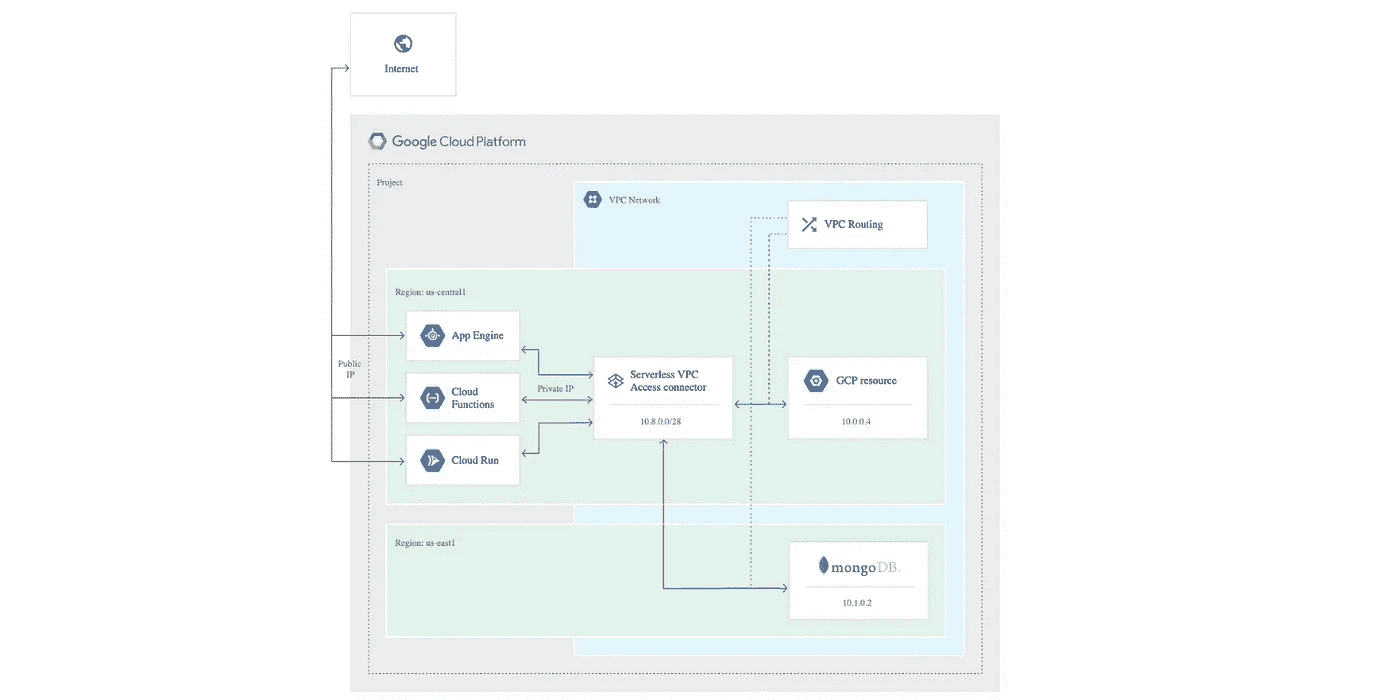 Internet
Google Cloud Platform
Project
VPC Network
VPC Routing
Region: us-central1
App Engine
Public
IP
Cloud
Functions
Private IP
Cloud Run
Serverless VPC
Access connector
10.8.0.0/28
GCP resource
10.0.0.4
Region: us-east1
mongoDB.
10.1.0.2